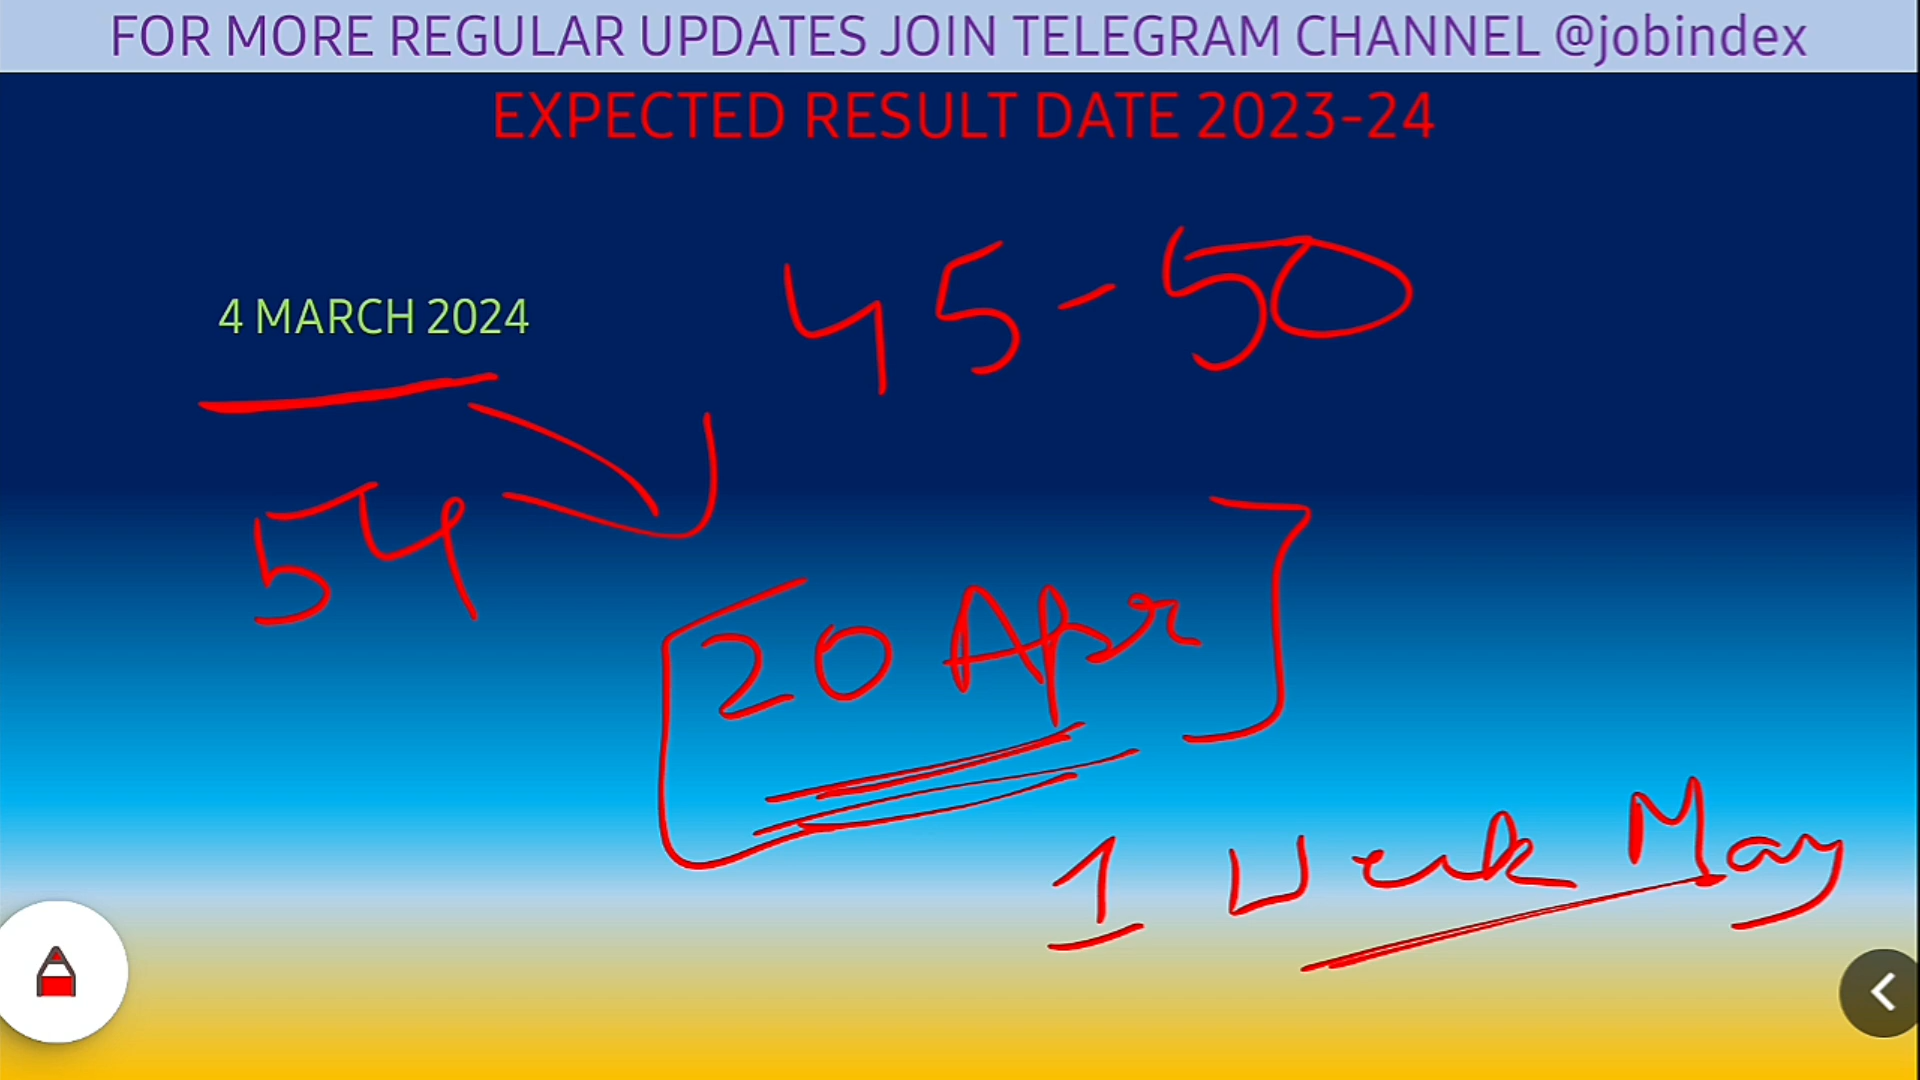 FOR MORE REGULAR UPDATES JOIN TELEGRAM CHANNEL @jobindex
EXPECTED RESULT DATE 2023-24
45-50
4 MARCH 2024
54
20 Apr
1 Week May